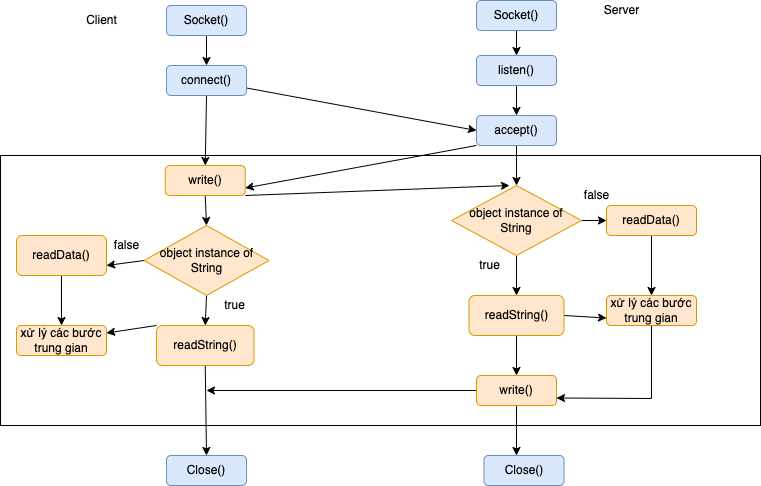 Client
Socket()
Socket()
Server
connect()
listen()
accept()
write()
object instance of
String
false
readData()
true
readString()
xử lý các bước
trung gian
object instance of
String
false
readData()
true
readString()
xử lý các bước
trung gian
write()
Close()
Close()